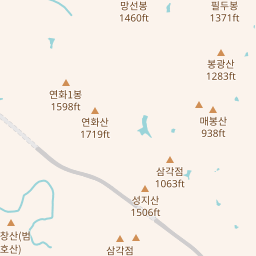 망선봉
1460ft
필두봉
1371ft
봉광산
1283ft
연화1봉
1598ft
연화산
1719ft
매봉산
938ft
삼각점
1063ft
성지산
1506ft
창산(범
호산)
삼각점